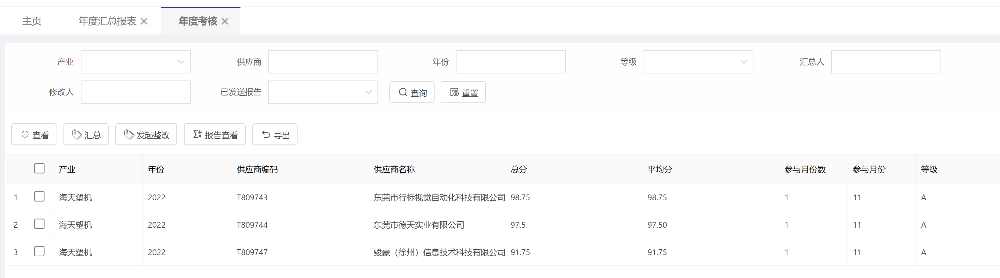 主页 年度汇总报表 年度考核
产业 供应商 年份 等级 汇总人
修改人 已发送报告 查询 重置
查看 汇总 发起整改 报告查看 导出
产业 年份 供应商编码 供应商名称 总分 平均分 参与月份数 参与月份 等级
1 海天塑机 2022 T809743 东莞市行标视觉自动化科技有限公司 98.75 98.75 1 11 A
2 海天塑机 2022 T809744 东莞市德天实业有限公司 97.5 97.50 1 11 A
3 海天塑机 2022 T809747 骏豪（徐州）信息技术科技有限公司 91.75 91.75 1 11 A